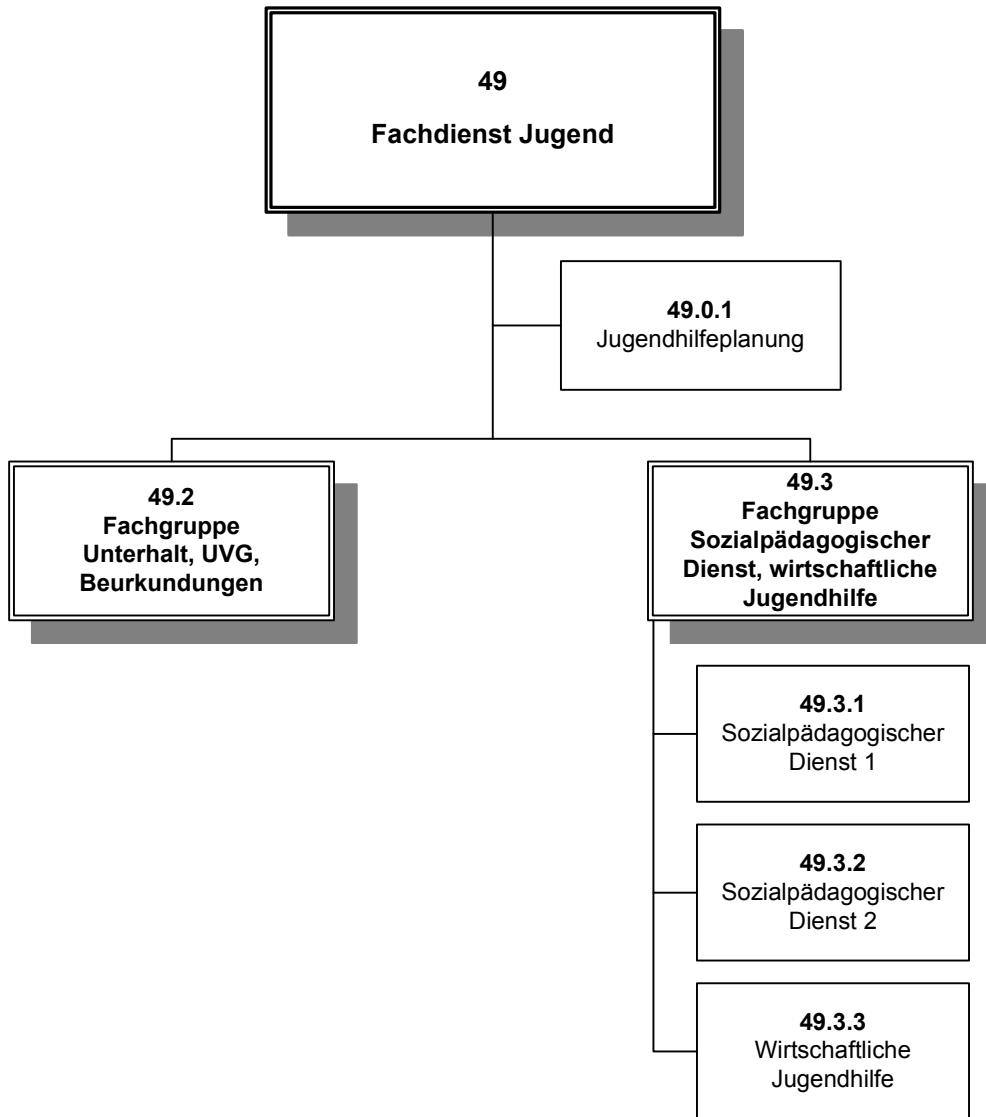 49
Fachdienst Jugend
49.0.1
Jugendhilfeplanung
49.2
Fachgruppe
Unterhalt, UVG,
Beurkundungen
49.3
Fachgruppe
Sozialpädagogischer
Dienst, wirtschaftliche
Jugendhilfe
49.3.1
Sozialpädagogischer
Dienst 1
49.3.2
Sozialpädagogischer
Dienst 2
49.3.3
Wirtschaftliche
Jugendhilfe